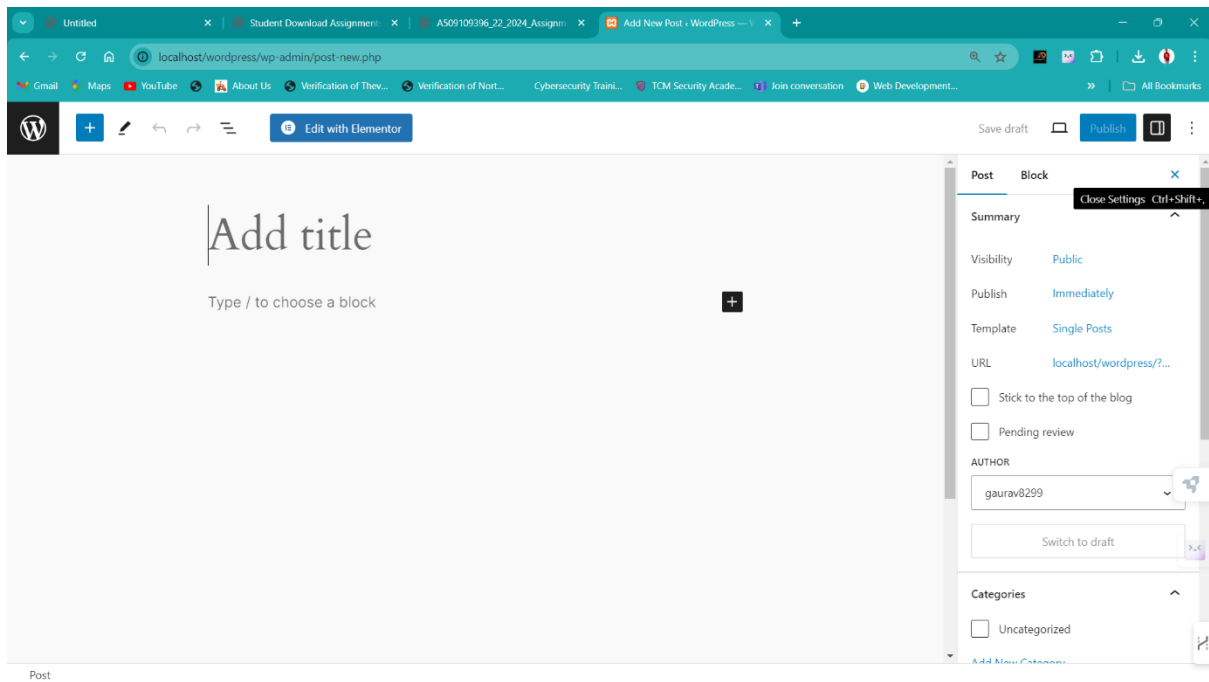 Untitled
Student Download Assignment
A509109396_22_2024_Assignm
Add New Post ‹ WordPress —
localhost/wordpress/wp-admin/post-new.php
Gmail Maps YouTube About Us Verification of Thev... Verification of Nort... Cybersecurity Traini... TCM Security Acade... Join conversation Web Development... » All Bookmarks
Edit with Elementor
Save draft
Publish
Post Block
Close Settings Ctrl+Shift+,
Add title
Type / to choose a block
Summary
Visibility Public
Publish Immediately
Template Single Posts
URL localhost/wordpress/?...
Stick to the top of the blog
Pending review
AUTHOR
gaurav8299
Switch to draft
Categories
Uncategorized
Add New Category
Post